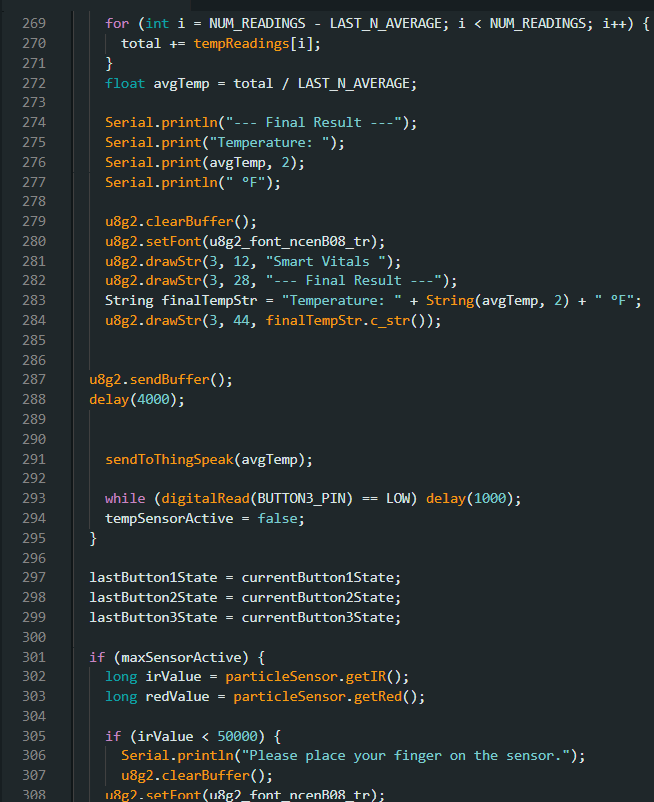 269 for (int i = NUM_READINGS - LAST_N_AVERAGE; i < NUM_READINGS; i++) {
270 total += tempReadings[i];
271 }
272 float avgTemp = total / LAST_N_AVERAGE;
273
274 Serial.println("--- Final Result ---");
275 Serial.print("Temperature: ");
276 Serial.print(avgTemp, 2);
277 Serial.println(" °F");
278
279 u8g2.clearBuffer();
280 u8g2.setFont(u8g2_font_ncenB08_tr);
281 u8g2.drawStr(3, 12, "Smart Vitals ");
282 u8g2.drawStr(3, 28, "--- Final Result ---");
283 String finalTempStr = "Temperature: " + String(avgTemp, 2) + " °F";
284 u8g2.drawStr(3, 44, finalTempStr.c_str());
285
286
287 u8g2.sendBuffer();
288 delay(4000);
289
290
291 sendToThingSpeak(avgTemp);
292
293 while (digitalRead(BUTTON3_PIN) == LOW) delay(1000);
294 tempSensorActive = false;
295 }
296
297 lastButton1State = currentButton1State;
298 lastButton2State = currentButton2State;
299 lastButton3State = currentButton3State;
300
301 if (maxSensorActive) {
302 long irValue = particleSensor.getIR();
303 long redValue = particleSensor.getRed();
304
305 if (irValue < 50000) {
306 Serial.println("Please place your finger on the sensor.");
307 u8g2.clearBuffer();
308 u8g2.setFont(u8g2_font_ncenB08_tr);